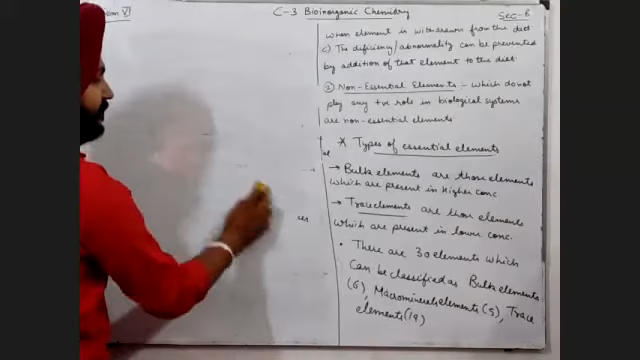 VI
C-3 Bioinorganic Chemistry
Sec-B
when element is withdrawn from the diet
c) The dificiency/abnormality can be prevented
by addition of that element to the diet.
② Non-Essential Elements - which do not
play any +ve role in biological systems
are non-essential elements
* Types of essential elements
→ Bulk elements are those elements
which are present in Higher conc
→ Trace elements are those elements
which are present in lower conc.
• There are 30 elements which
Can be classified as Bulk elements
(6), Macrominerals elements (5), Trace
elements (19)